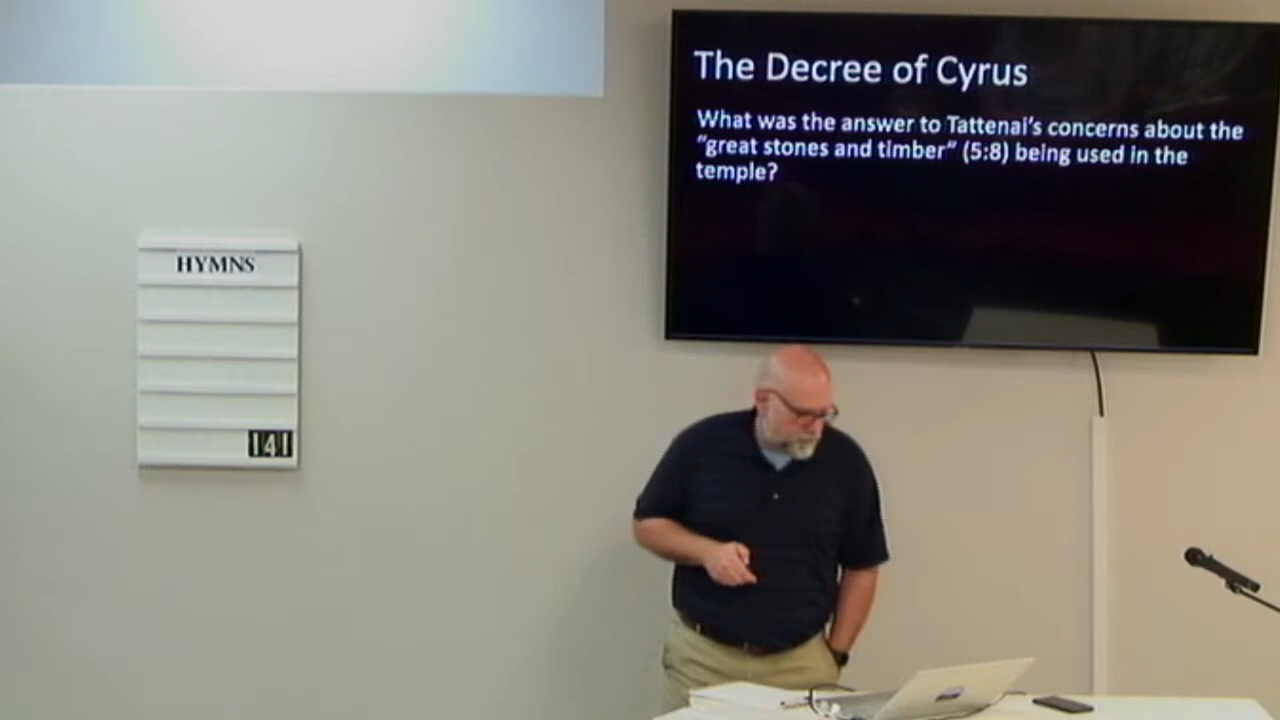 The Decree of Cyrus
What was the answer to Tattenai's concerns about the
"great stones and timber" (5:8) being used in the
temple?
HYMNS
141